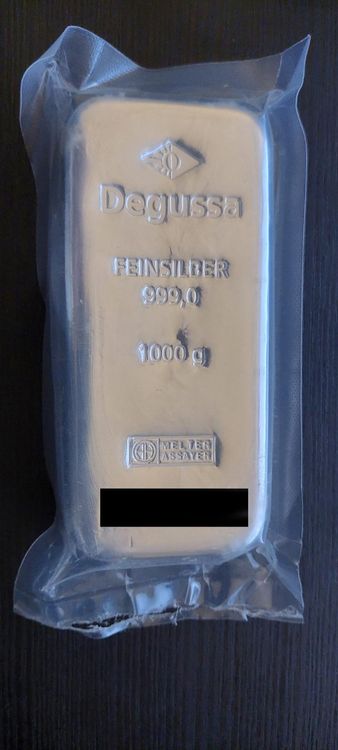 Degussa
FEINSILBER
999,0
1000 g
MELTER
ASSAYER